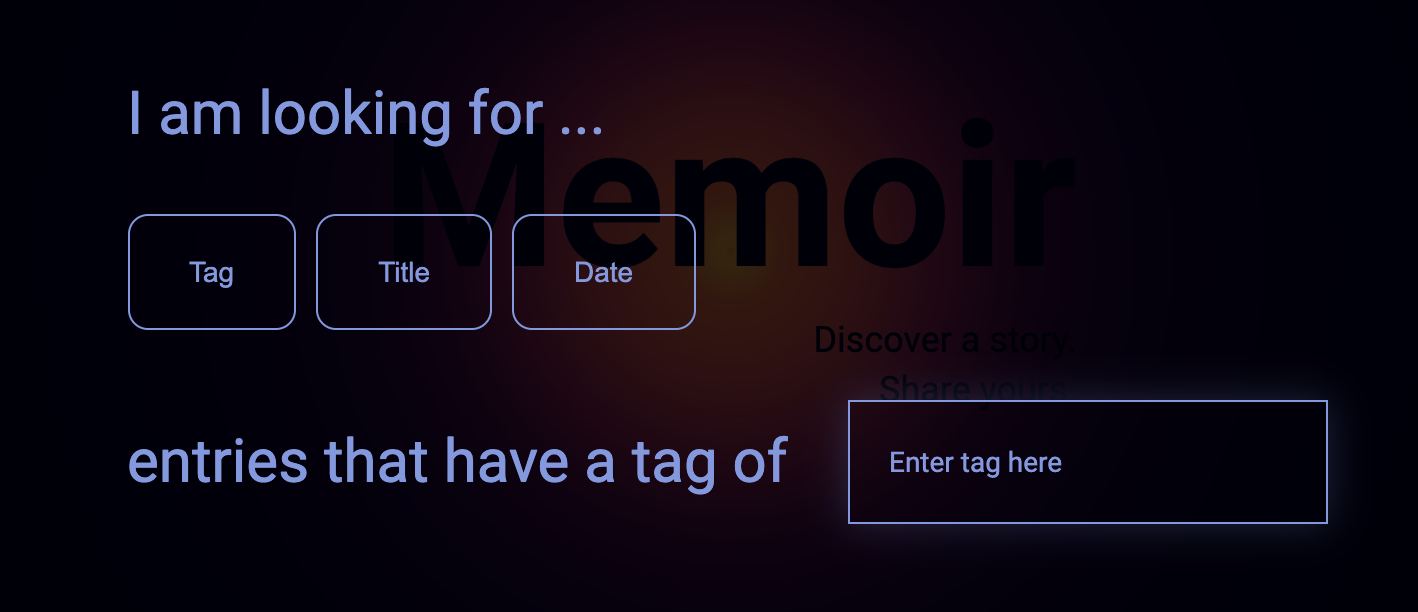 I am looking for ...
Memoir
Tag
Title
Date
Discover a story.
Share yours
entries that have a tag of
Enter tag here